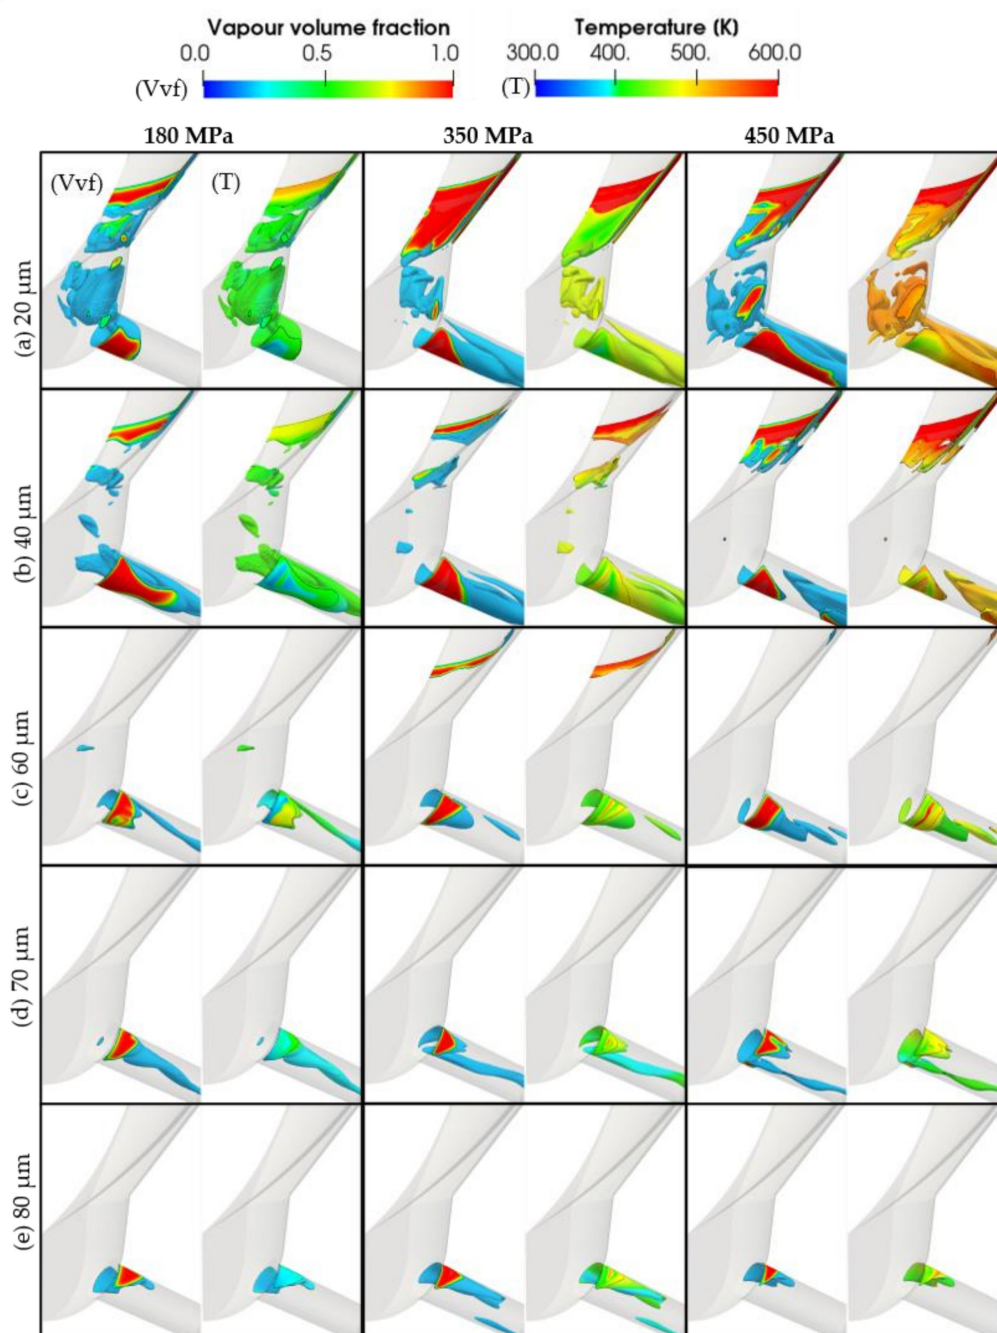 Vapour volume fraction Temperature (K)
0.0 0.5 1.0 300.0 400. 500. 600.0
(Vvf) (T)
180 MPa 350 MPa 450 MPa
(Vvf) (T)
(a) 20 µm
(b) 40 µm
(c) 60 µm
(d) 70 µm
(e) 80 µm